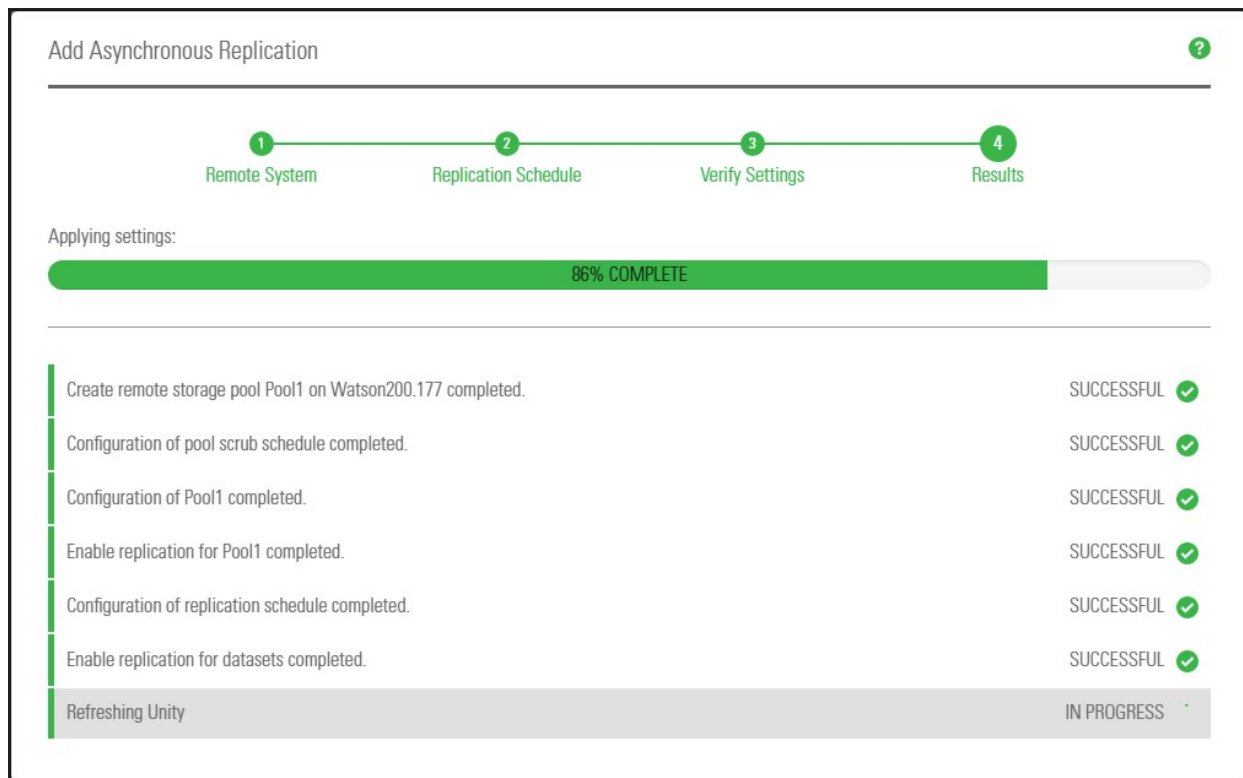 Add Asynchronous Replication ?
1 2 3 4
Remote System Replication Schedule Verify Settings Results
Applying settings:
86% COMPLETE
Create remote storage pool Pool1 on Watson200.177 completed. SUCCESSFUL
Configuration of pool scrub schedule completed. SUCCESSFUL
Configuration of Pool1 completed. SUCCESSFUL
Enable replication for Pool1 completed. SUCCESSFUL
Configuration of replication schedule completed. SUCCESSFUL
Enable replication for datasets completed. SUCCESSFUL
Refreshing Unity IN PROGRESS